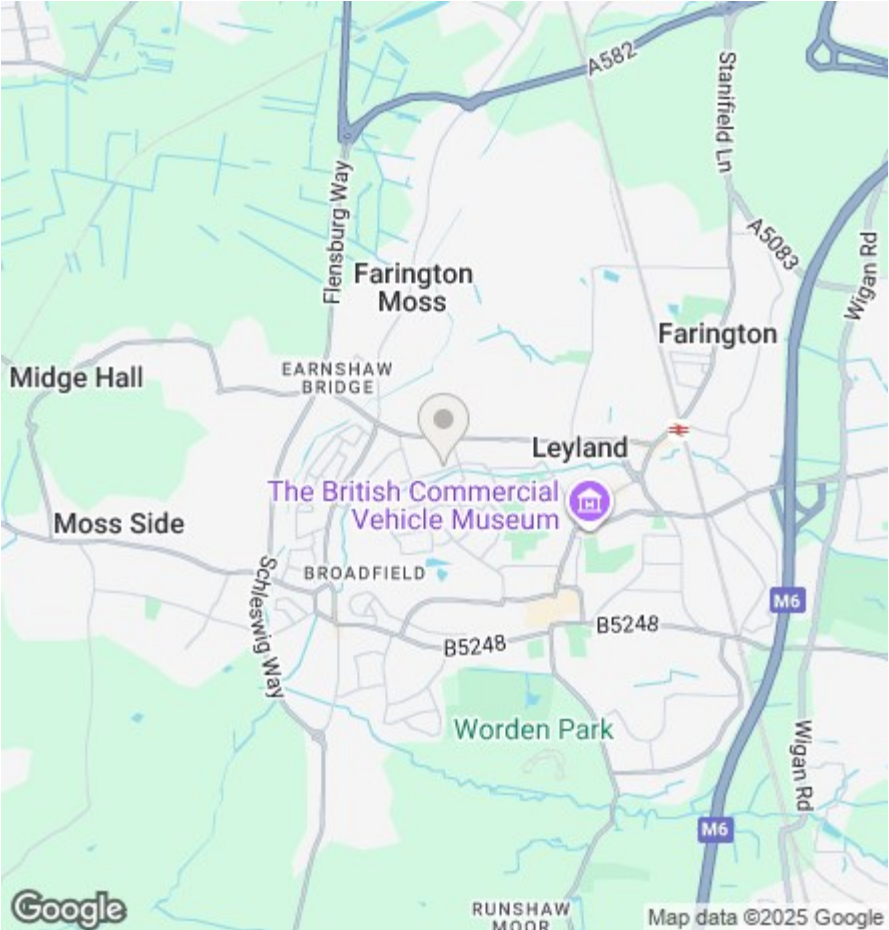 A582
Stanifield Ln
Flensburg Way
A5083
Wigan Rd
Farington
Moss
Farington
EARNSHAW
BRIDGE
Midge Hall
Leyland
The British Commercial
Vehicle Museum
Moss Side
BROADFIELD
Schleswig Way
M6
B5248
B5248
Worden Park
Wigan Rd
M6
RUNSHAW
MOOR
Google
Map data ©2025 Google